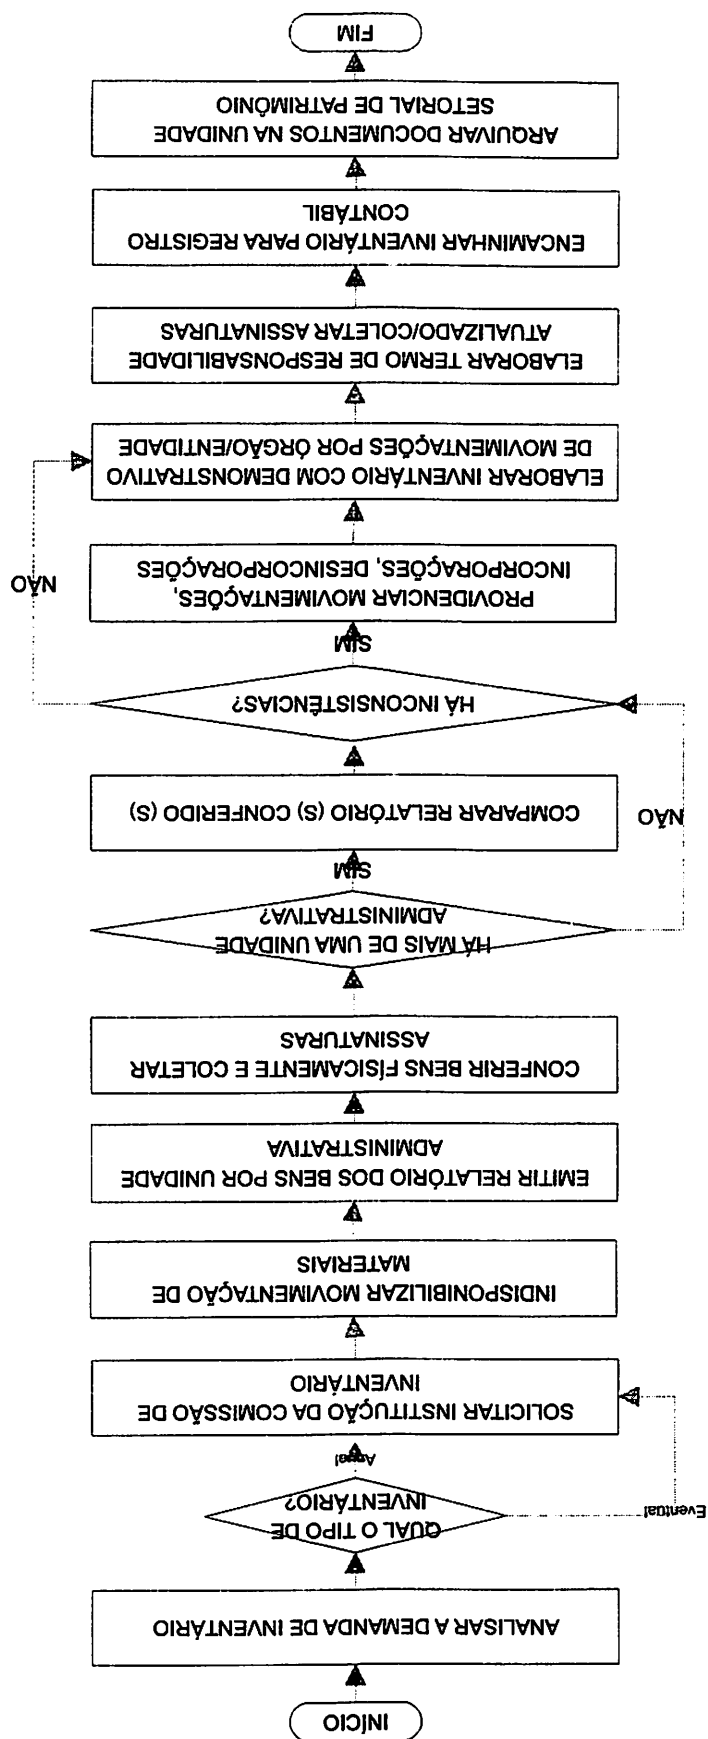 INÍCIO
ANALISAR A DEMANDA DE INVENTÁRIO
QUAL O TIPO DE
INVENTÁRIO?
Eventual
Anual
SOLICITAR INSTITUÇÃO DA COMISSÃO DE
INVENTÁRIO
INDISPONIBILIZAR MOVIMENTAÇÃO DE
MATERIAIS
EMITIR RELATÓRIO DOS BENS POR UNIDADE
ADMINISTRATIVA
CONFERIR BENS FÍSICAMENTE E COLETAR
ASSINATURAS
HÁ MAIS DE UMA UNIDADE
ADMINISTRATIVA?
SIM
NÃO
COMPARAR RELATÓRIO (S) CONFERIDO (S)
HÁ INCONSISTÊNCIAS?
SIM
NÃO
PROVIDENCIAR MOVIMENTAÇÕES,
INCORPORAÇÕES, DESINCORPORAÇÕES
ELABORAR INVENTÁRIO COM DEMONSTRATIVO
DE MOVIMENTAÇÕES POR ÓRGÃO/ENTIDADE
ELABORAR TERMO DE RESPONSABILIDADE
ATUALIZADO/COLETAR ASSINATURAS
ENCAMINHAR INVENTÁRIO PARA REGISTRO
CONTÁBIL
ARQUIVAR DOCUMENTOS NA UNIDADE
SETORIAL DE PATRIMÔNIO
FIM